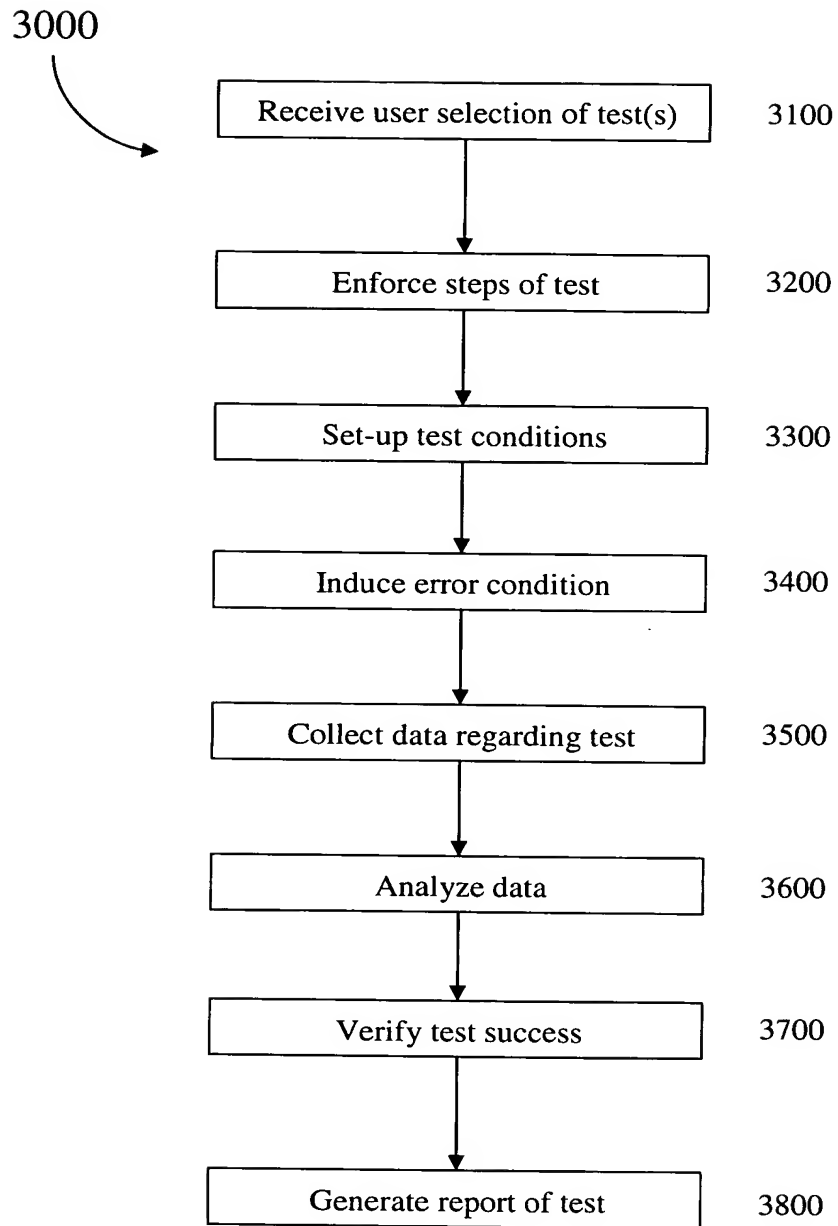 3000
Receive user selection of test(s) 3100
Enforce steps of test 3200
Set-up test conditions 3300
Induce error condition 3400
Collect data regarding test 3500
Analyze data 3600
Verify test success 3700
Generate report of test 3800